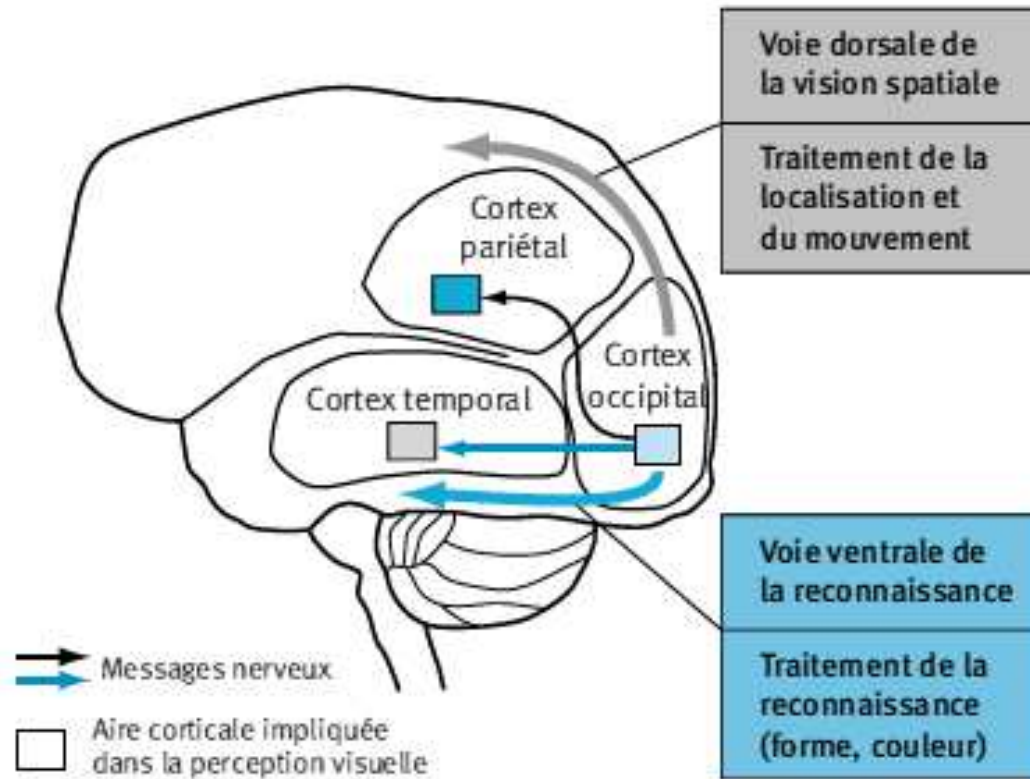 Voie dorsale de
la vision spatiale
Traitement de la
localisation et
du mouvement
Cortex
pariétal
Cortex
occipital
Cortex temporal
Voie ventrale de
la reconnaissance
Traitement de la
reconnaissance
(forme, couleur)
Messages nerveux
Aire corticale impliquée
dans la perception visuelle